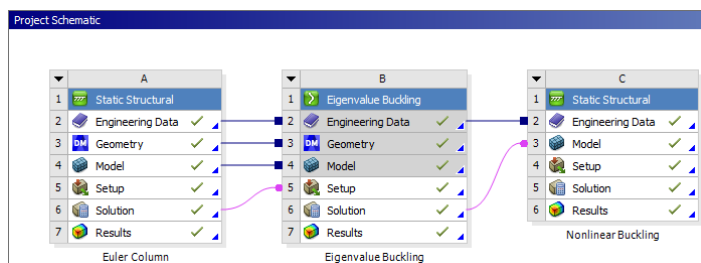 Project Schematic
A
1 Static Structural
2 Engineering Data
3 DM Geometry
4 Model
5 Setup
6 Solution
7 Results
Euler Column
B
1 Eigenvalue Buckling
2 Engineering Data
3 DM Geometry
4 Model
5 Setup
6 Solution
7 Results
Eigenvalue Buckling
C
1 Static Structural
2 Engineering Data
3 Model
4 Setup
5 Solution
6 Results
Nonlinear Buckling